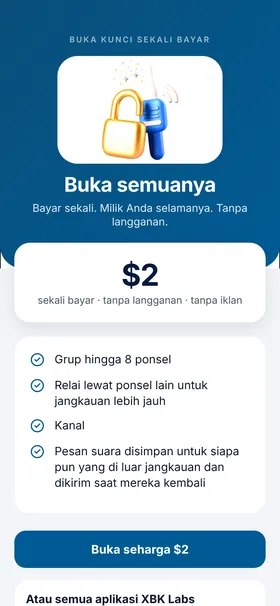 BUKA KUNCI SEKALI BAYAR
Buka semuanya
Bayar sekali. Milik Anda selamanya. Tanpa
langganan.
$2
sekali bayar · tanpa langganan · tanpa iklan
Grup hingga 8 ponsel
Relai lewat ponsel lain untuk
jangkauan lebih jauh
Kanal
Pesan suara disimpan untuk siapa
pun yang di luar jangkauan dan
dikirim saat mereka kembali
Buka seharga $2
Atau semua aplikasi XBK Labs